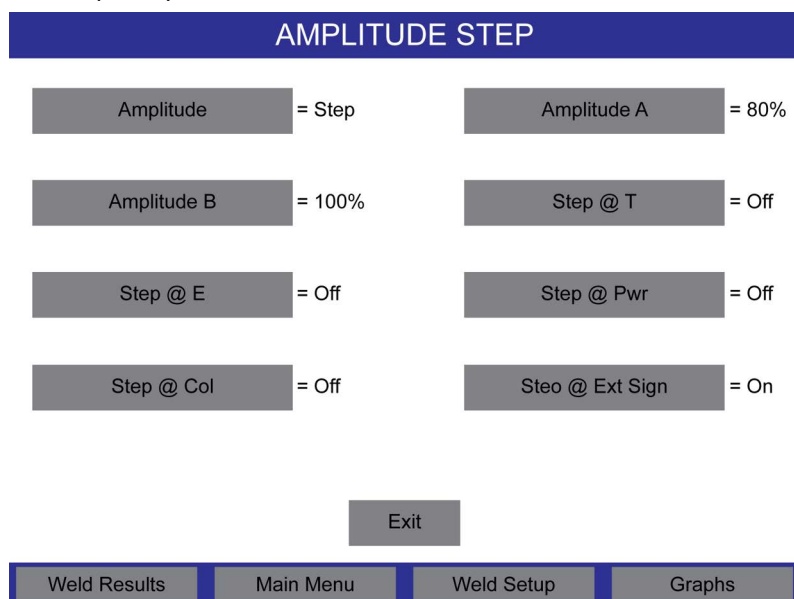 AMPLITUDE STEP
Amplitude = Step Amplitude A = 80%
Amplitude B = 100% Step @ T = Off
Step @ E = Off Step @ Pwr = Off
Step @ Col = Off Steo @ Ext Sign = On
Exit
Weld Results Main Menu Weld Setup Graphs